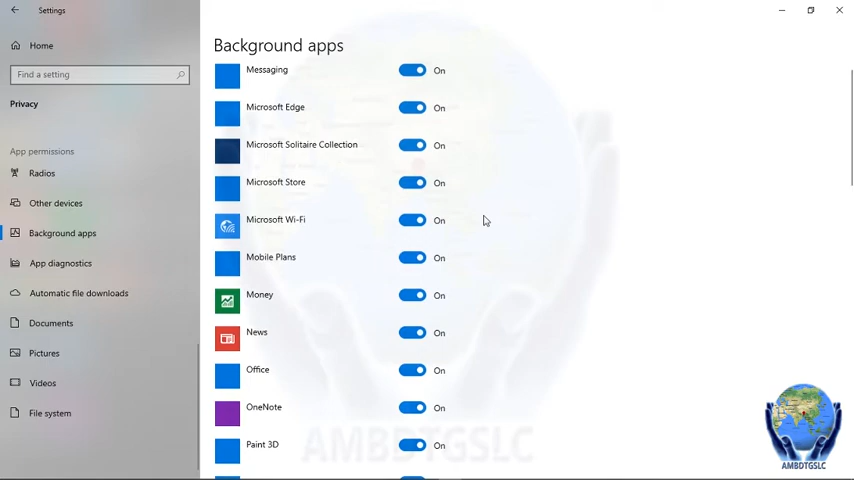 Settings
Home
Find a setting
Privacy
App permissions
Radios
Other devices
Background apps
App diagnostics
Automatic file downloads
Documents
Pictures
Videos
File system
Background apps
Messaging On
Microsoft Edge On
Microsoft Solitaire Collection On
Microsoft Store On
Microsoft Wi-Fi On
Mobile Plans On
Money On
News On
Office On
OneNote On
Paint 3D On
AMBDTGSLC
AMBDTGSLC